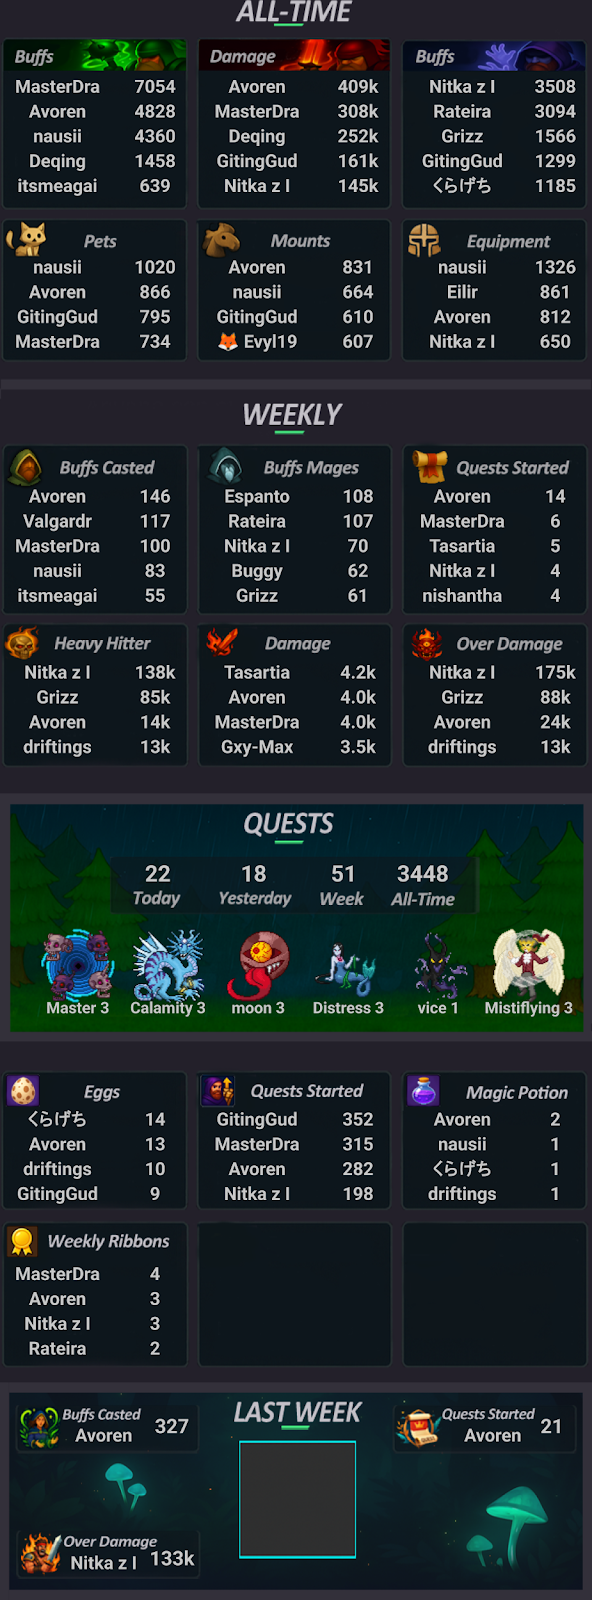 ALL-TIME
Buffs
MasterDra 7054
Avoren 4828
nausii 4360
Deqing 1458
itsmeagai 639
Damage
Avoren 409k
MasterDra 308k
Deqing 252k
GitingGud 161k
Nitka z l 145k
Buffs
Nitka z l 3508
Rateira 3094
Grizz 1566
GitingGud 1299
くらげち 1185
Pets
nausii 1020
Avoren 866
GitingGud 795
MasterDra 734
Mounts
Avoren 831
nausii 664
GitingGud 610
🦊 Evyl19 607
Equipment
nausii 1326
Eilir 861
Avoren 812
Nitka z l 650
WEEKLY
Buffs Casted
Avoren 146
Valgardr 117
MasterDra 100
nausii 83
itsmeagai 55
Buffs Mages
Espanto 108
Rateira 107
Nitka z l 70
Buggy 62
Grizz 61
Quests Started
Avoren 14
MasterDra 6
Tasartia 5
Nitka z l 4
nishantha 4
Heavy Hitter
Nitka z l 138k
Grizz 85k
Avoren 14k
driftings 13k
Damage
Tasartia 4.2k
Avoren 4.0k
MasterDra 4.0k
Gxy-Max 3.5k
Over Damage
Nitka z l 175k
Grizz 88k
Avoren 24k
driftings 13k
QUESTS
22 18 51 3448
Today Yesterday Week All-Time
Master 3 Calamity 3 moon 3 Distress 3 vice 1 Mistiflying 3
Eggs
くらげち 14
Avoren 13
driftings 10
GitingGud 9
Quests Started
GitingGud 352
MasterDra 315
Avoren 282
Nitka z l 198
Magic Potion
Avoren 2
nausii 1
くらげち 1
driftings 1
Weekly Ribbons
MasterDra 4
Avoren 3
Nitka z l 3
Rateira 2
LAST WEEK
Buffs Casted
Avoren 327
Quests Started
Avoren 21
Over Damage
Nitka z l 133k